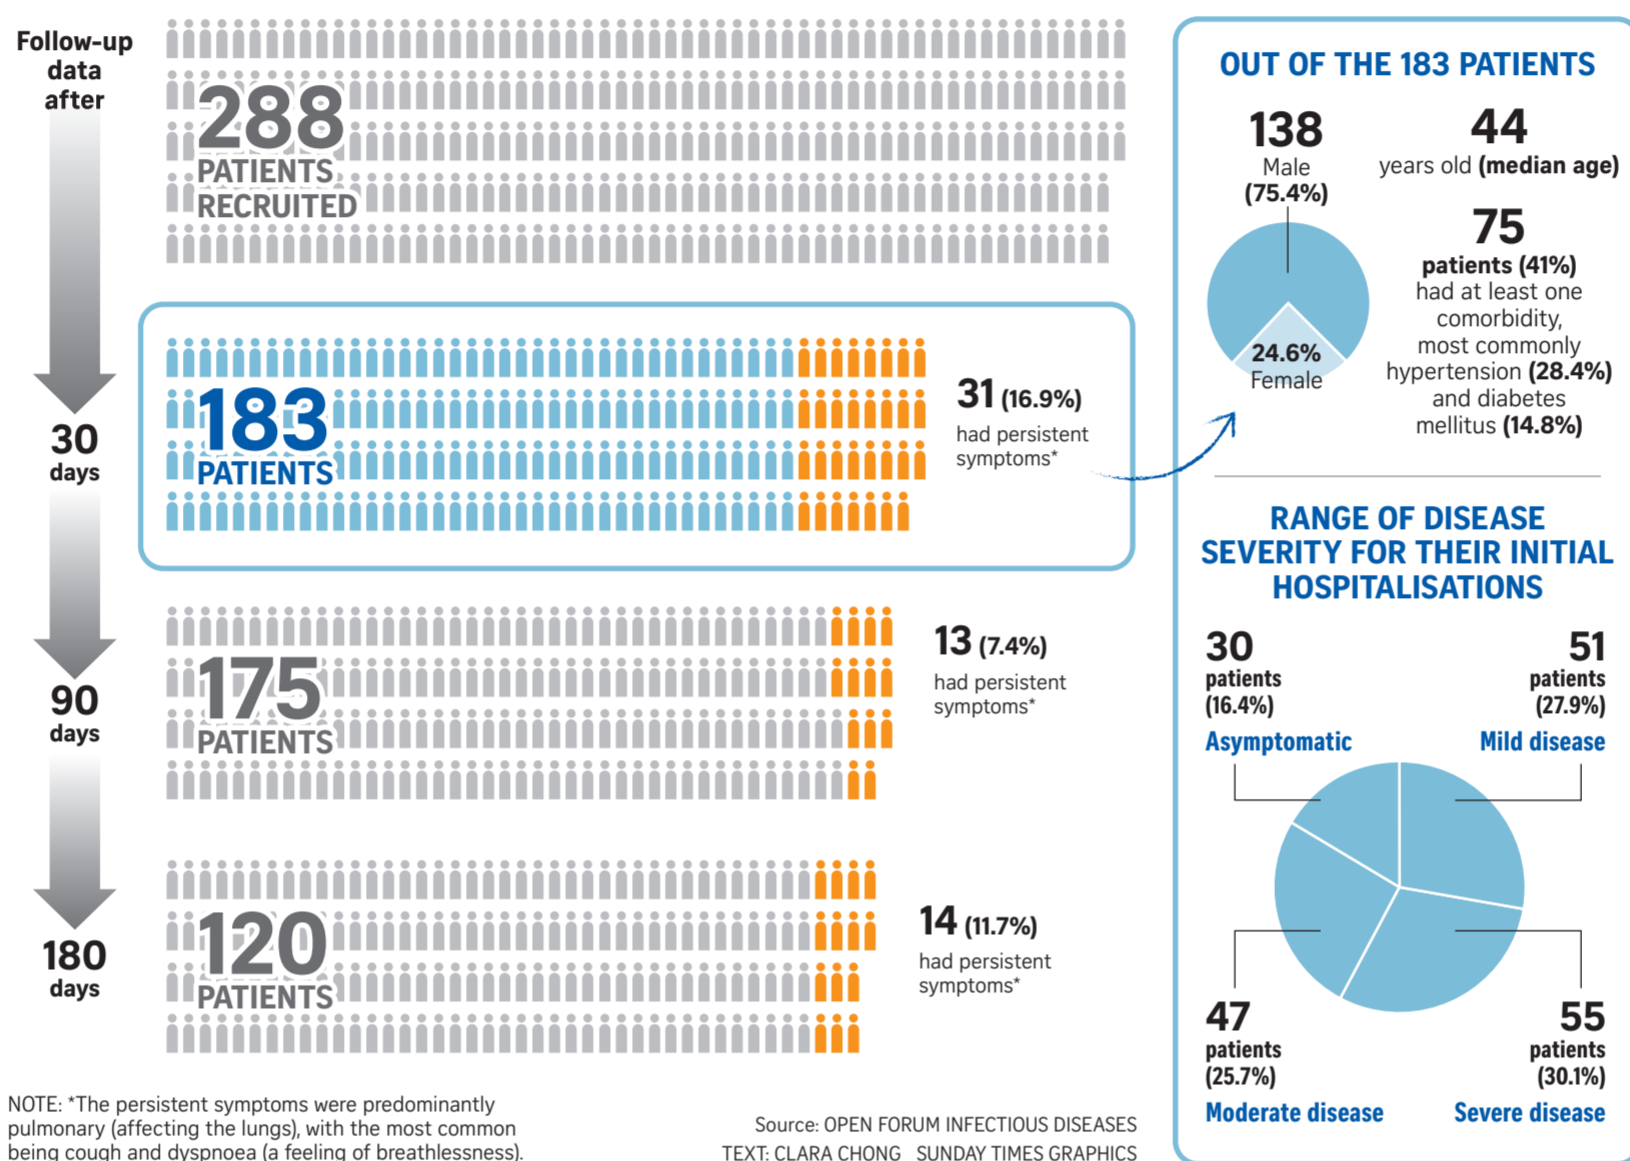 Follow-up
data
after
288
PATIENTS
RECRUITED
30
days
183
PATIENTS
31 (16.9%)
had persistent
symptoms*
90
days
175
PATIENTS
13 (7.4%)
had persistent
symptoms*
180
days
120
PATIENTS
14 (11.7%)
had persistent
symptoms*
NOTE: *The persistent symptoms were predominantly
pulmonary (affecting the lungs), with the most common
being cough and dyspnoea (a feeling of breathlessness).
Source: OPEN FORUM INFECTIOUS DISEASES
TEXT: CLARA CHONG SUNDAY TIMES GRAPHICS
OUT OF THE 183 PATIENTS
138
Male
(75.4%)
24.6%
Female
44
years old (median age)
75
patients (41%)
had at least one
comorbidity,
most commonly
hypertension (28.4%)
and diabetes
mellitus (14.8%)
RANGE OF DISEASE
SEVERITY FOR THEIR INITIAL
HOSPITALISATIONS
30
patients
(16.4%)
Asymptomatic
51
patients
(27.9%)
Mild disease
47
patients
(25.7%)
Moderate disease
55
patients
(30.1%)
Severe disease